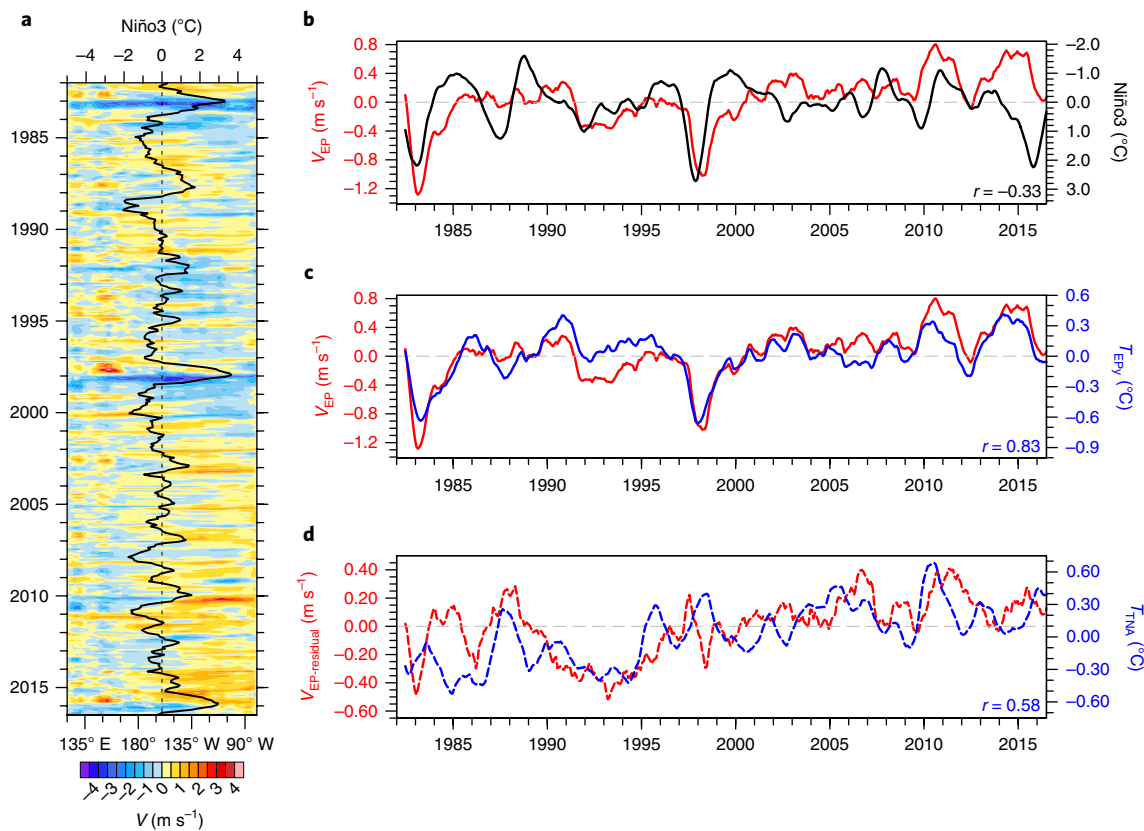 a
Niño3 (°C)
−4 −2 0 2 4
1985
1990
1995
2000
2005
2010
2015
135° E 180° W 135° W 90° W
−4 −3 −2 −1 0 1 2 3 4
V (m s⁻¹)
b
0.8
0.4
0.0
−0.4
−0.8
−1.2
V_EP (m s⁻¹)
−2.0
−1.0
0.0
1.0
2.0
3.0
Niño3 (°C)
r = −0.33
1985 1990 1995 2000 2005 2010 2015
c
0.8
0.4
0.0
−0.4
−0.8
−1.2
V_EP (m s⁻¹)
0.6
0.3
0.0
−0.3
−0.6
−0.9
T_EPy (°C)
r = 0.83
1985 1990 1995 2000 2005 2010 2015
d
0.40
0.20
0.00
−0.20
−0.40
−0.60
V_EP-residual (m s⁻¹)
0.60
0.30
0.00
−0.30
−0.60
T_TNA (°C)
r = 0.58
1985 1990 1995 2000 2005 2010 2015